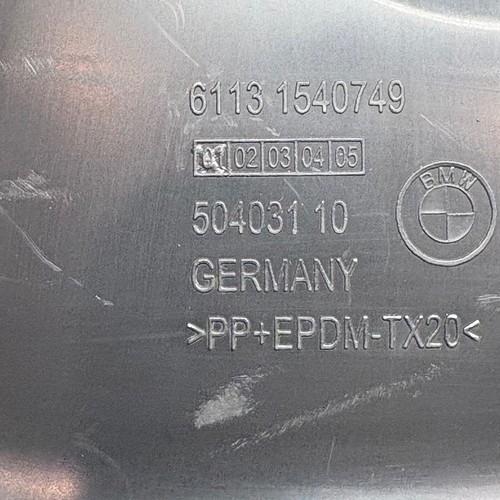 6113 1540749
01 02 03 04 05
BMW
504031 10
GERMANY
>PP+EPDM-TX20<